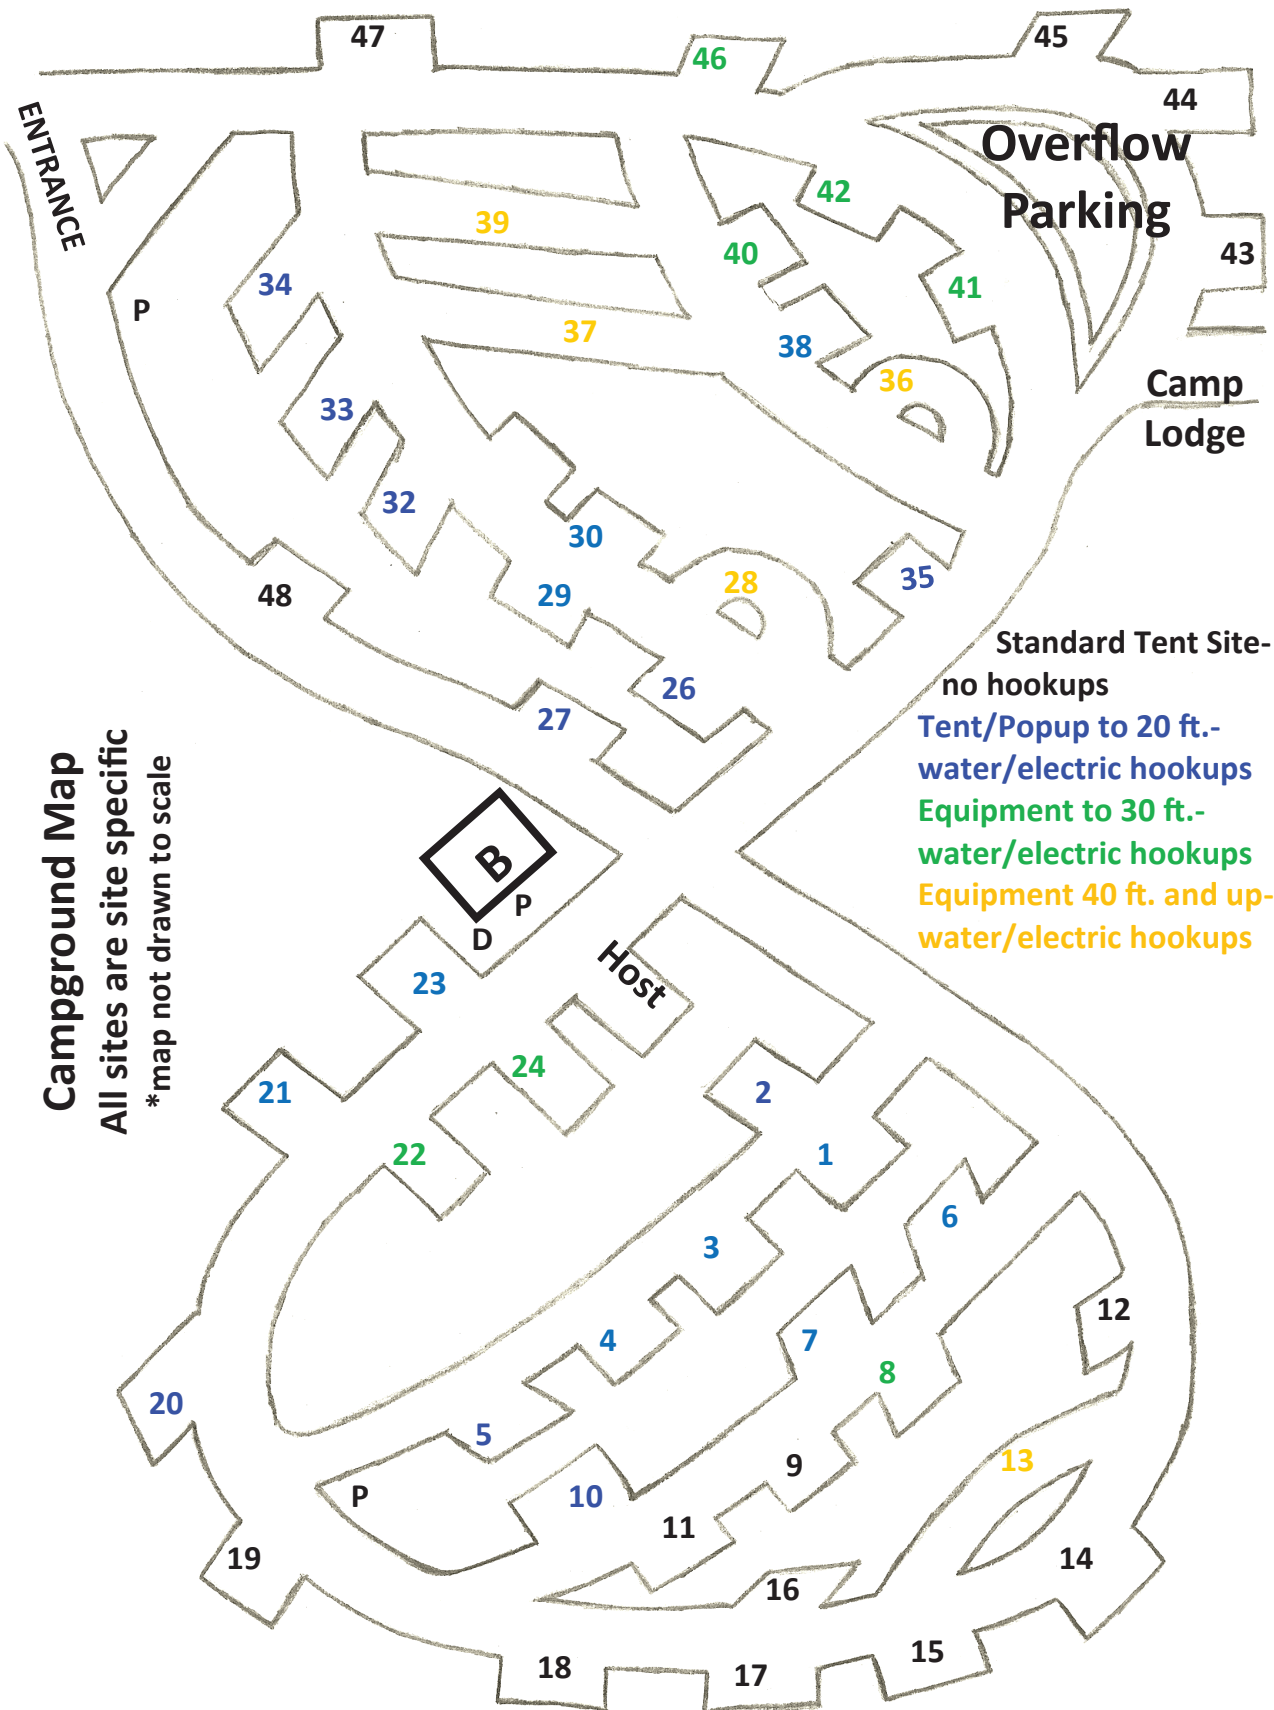 47
46
45
44
ENTRANCE
Overflow
Parking
42
39
40
43
34
41
P
37
38
36
Camp
Lodge
33
32
30
35
28
48
29
Standard Tent Site-
no hookups
26
27
Tent/Popup to 20 ft.-
water/electric hookups
Equipment to 30 ft.-
water/electric hookups
Equipment 40 ft. and up-
water/electric hookups
Campground Map
All sites are site specific
*map not drawn to scale
B
P
D
Host
23
24
21
2
22
1
6
3
12
4
7
8
20
5
13
9
P
10
11
19
14
16
15
18
17